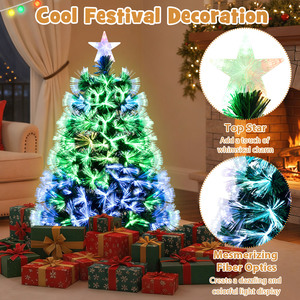 Cool Festival Decoration
Top Star
Add a touch of
whimsical charm
Mesmerizing
Fiber Optics
Create a dazzling and
colorful light display